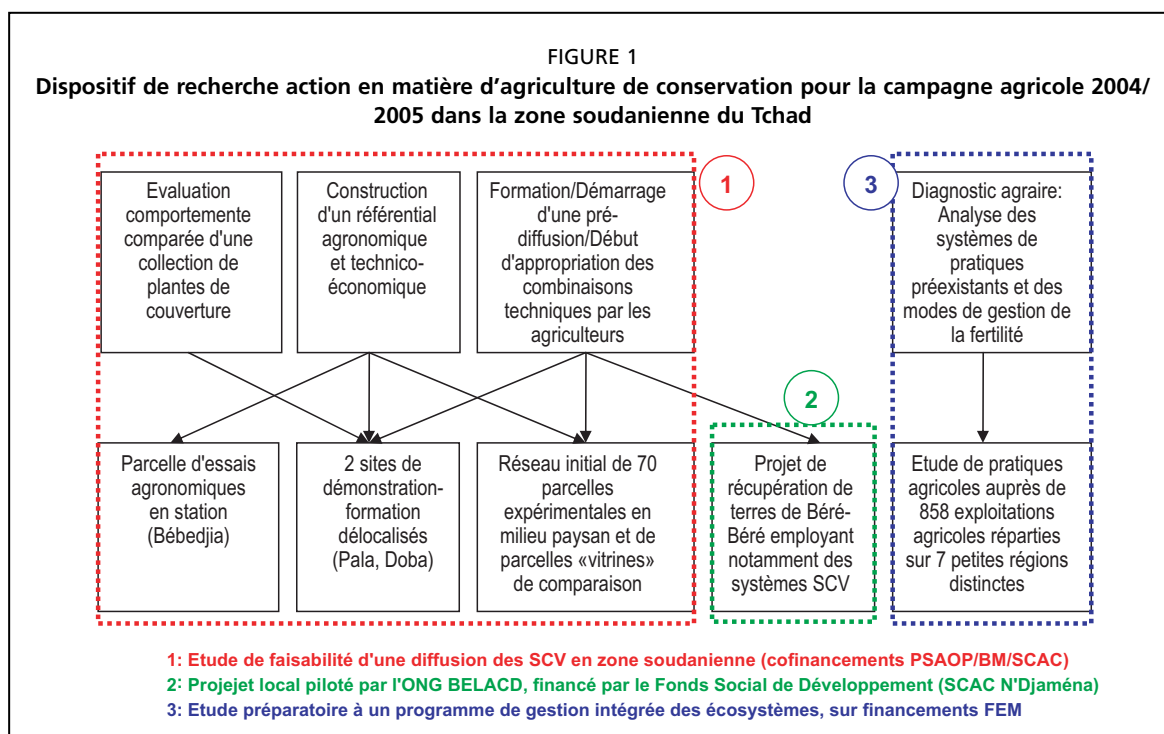 FIGURE 1
Dispositif de recherche action en matière d'agriculture de conservation pour la campagne agricole 2004/
2005 dans la zone soudanienne du Tchad
Evaluation
comportemente
comparée d'une
collection de
plantes de
couverture
Construction
d'un référential
agronomique
et technico-
économique
Formation/Démarrage
d'une pré-
diffusion/Début
d'appropriation des
combinaisons
techniques par les
agriculteurs
1
3
Diagnostic agraire:
Analyse des
systèmes de
pratiques
préexistants et des
modes de gestion de
la fertilité
2
Parcelle d'essais
agronomiques
en station
(Bébedjia)
2 sites de
démonstration-
formation
délocalisés
(Pala, Doba)
Réseau initial de 70
parcelles
expérimentales en
milieu paysan et de
parcelles «vitrines»
de comparaison
Projet de
récupération de
terres de Béré-
Béré employant
notamment des
systèmes SCV
Etude de pratiques
agricoles auprès de
858 exploitations
agricoles réparties
sur 7 petites régions
distinctes
1: Etude de faisabilité d'une diffusion des SCV en zone soudanienne (cofinancements PSAOP/BM/SCAC)
2: Projejet local piloté par l'ONG BELACD, financé par le Fonds Social de Développement (SCAC N'Djaména)
3: Etude préparatoire à un programme de gestion intégrée des écosystèmes, sur financements FEM